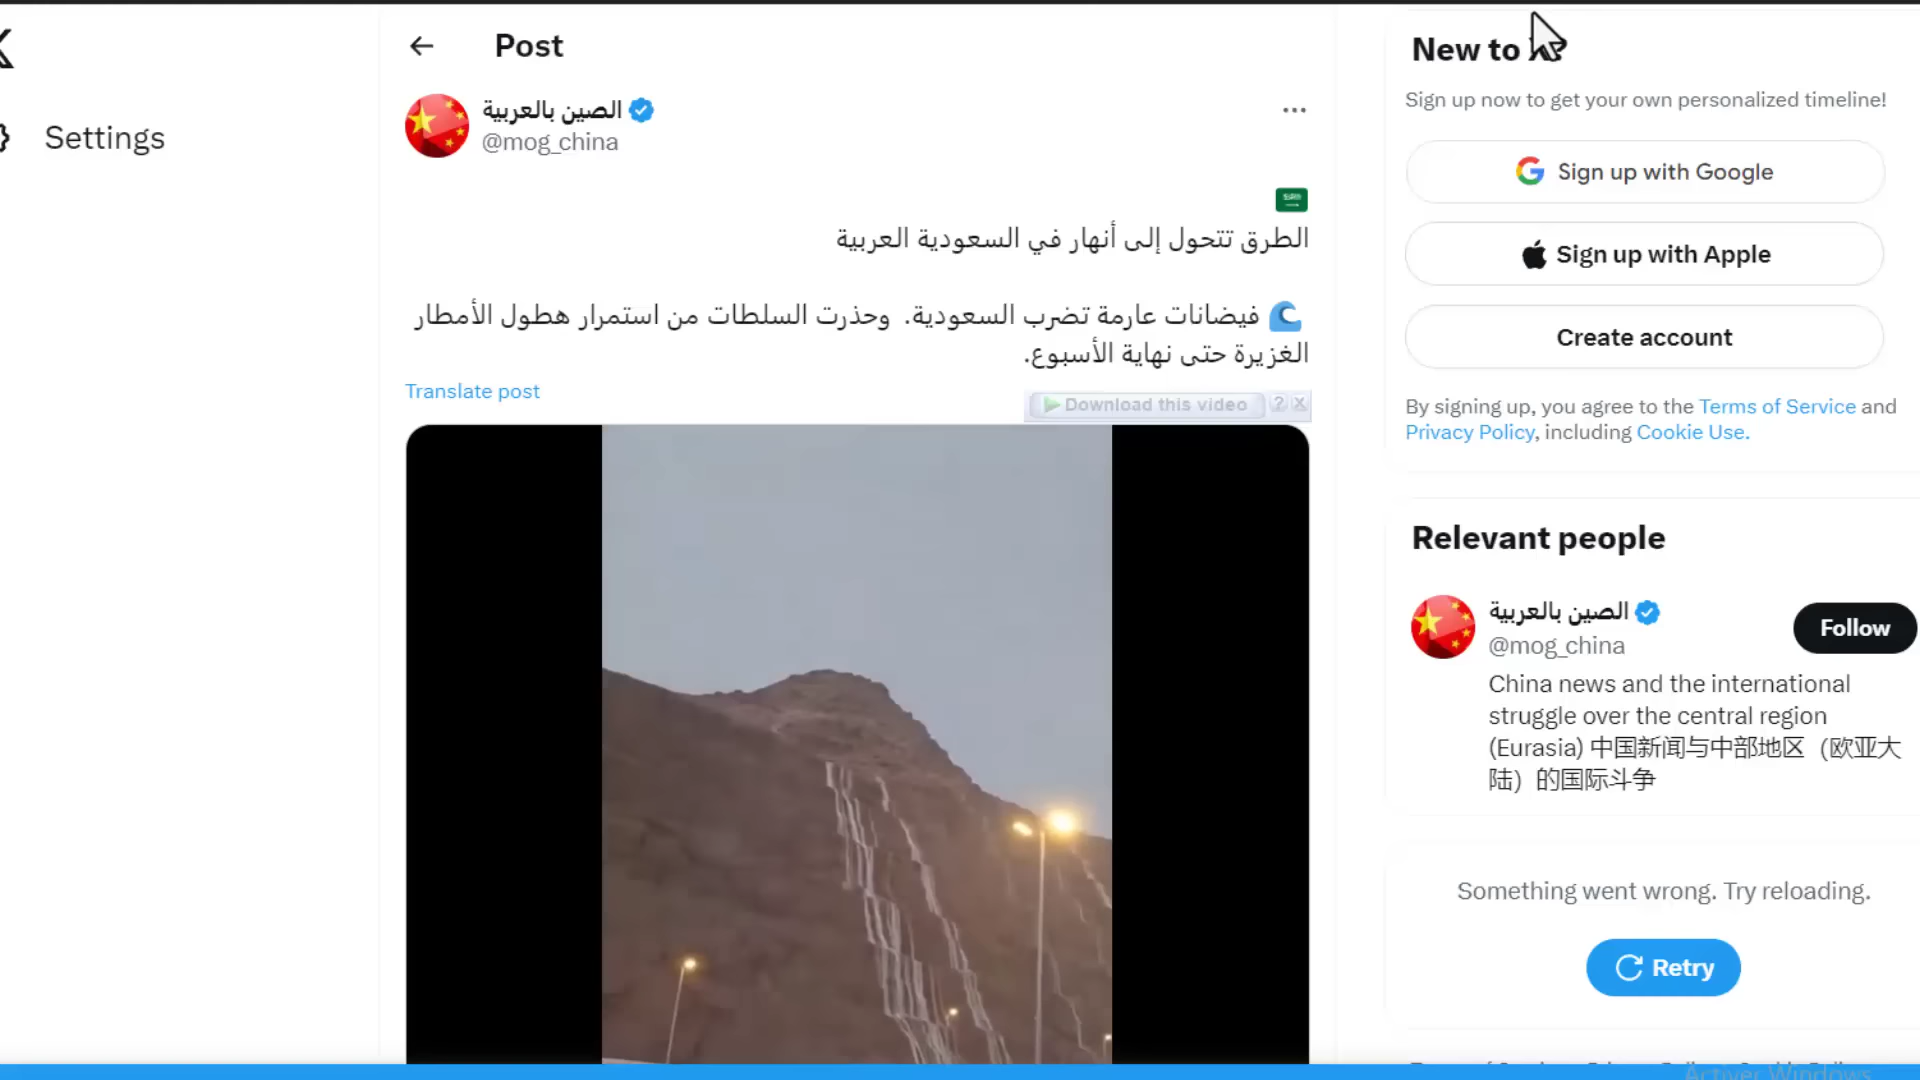 Post
الصين بالعربية
@mog_china
الطرق تتحول إلى أنهار في السعودية العربية
فيضانات عارمة تضرب السعودية. وحذرت السلطات من استمرار هطول الأمطار
الغزيرة حتى نهاية الأسبوع.
Translate post
Download this video
Settings
New to X
Sign up now to get your own personalized timeline!
Sign up with Google
Sign up with Apple
Create account
By signing up, you agree to the Terms of Service and
Privacy Policy, including Cookie Use.
Relevant people
الصين بالعربية
@mog_china
Follow
China news and the international
struggle over the central region
(Eurasia) 中国新闻与中部地区（欧亚大
陆）的国际斗争
Something went wrong. Try reloading.
Retry
Activer Windows